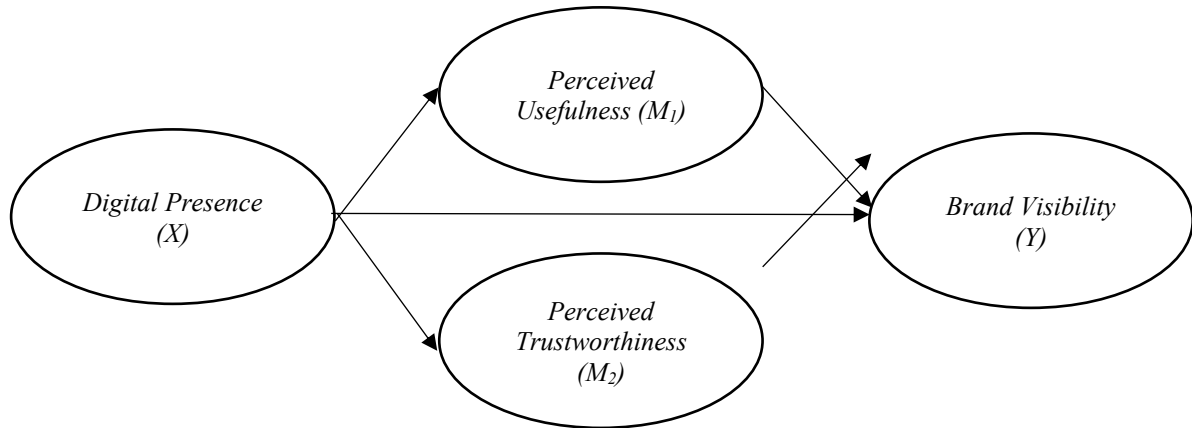 Perceived
Usefulness (M₁)
Digital Presence
(X)
Brand Visibility
(Y)
Perceived
Trustworthiness
(M₂)